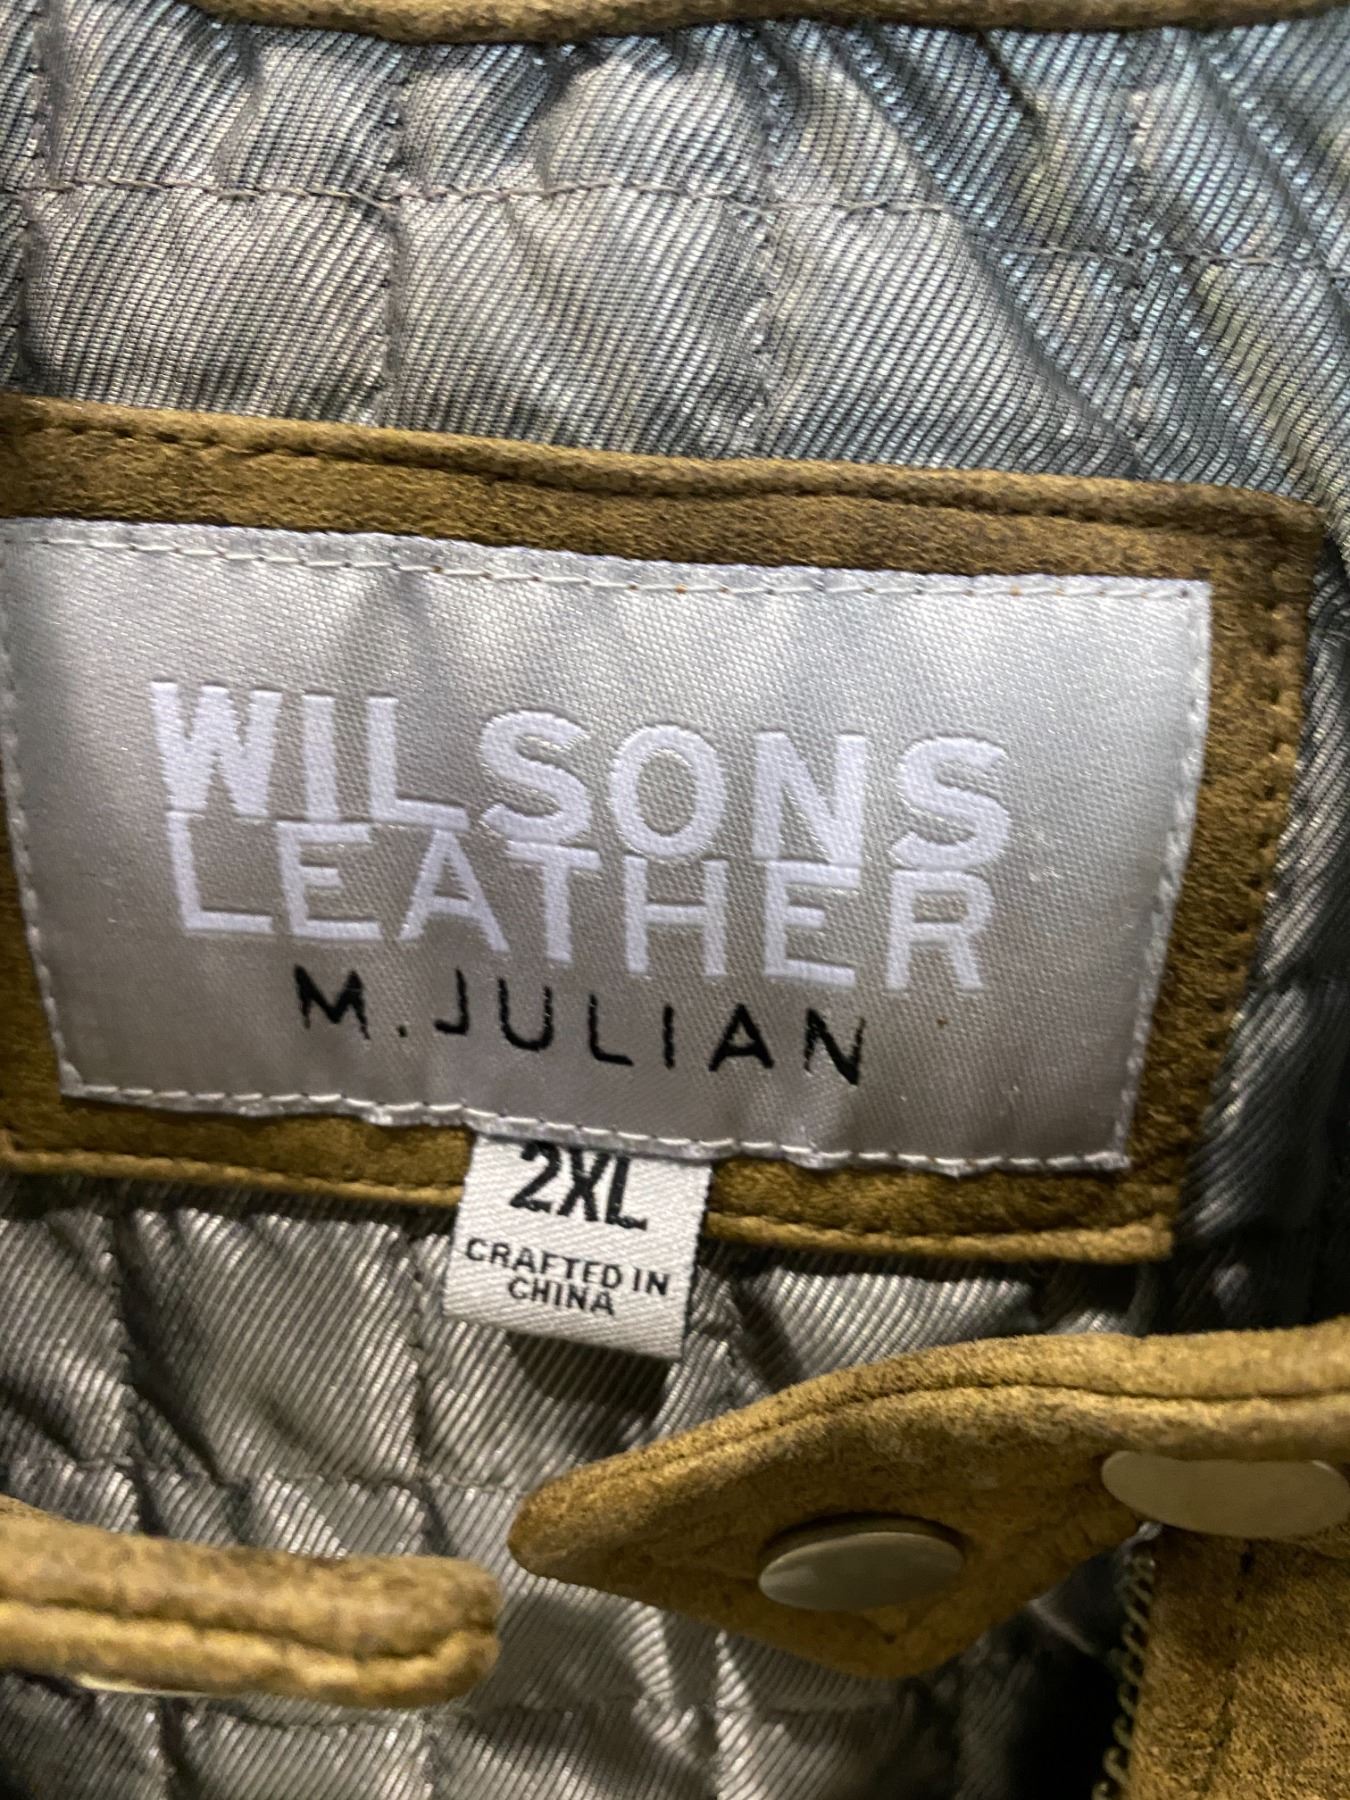 WILSONS
LEATHER
M. JULIAN
2XL
CRAFTED IN
CHINA